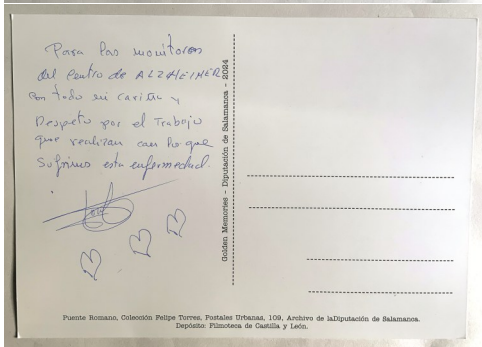 Para las monitores
del Centro de ALZHEIMER
con todo mi cariño y
Respeto por el Trabajo
que realizan con lo que
Sufrimos esta enfermedad.
Golden Memories - Diputación de Salamanca - 2024
Puente Romano, Colección Felipe Torres, Postales Urbanas, 109, Archivo de laDiputación de Salamanca.
Depósito: Filmoteca de Castilla y León.